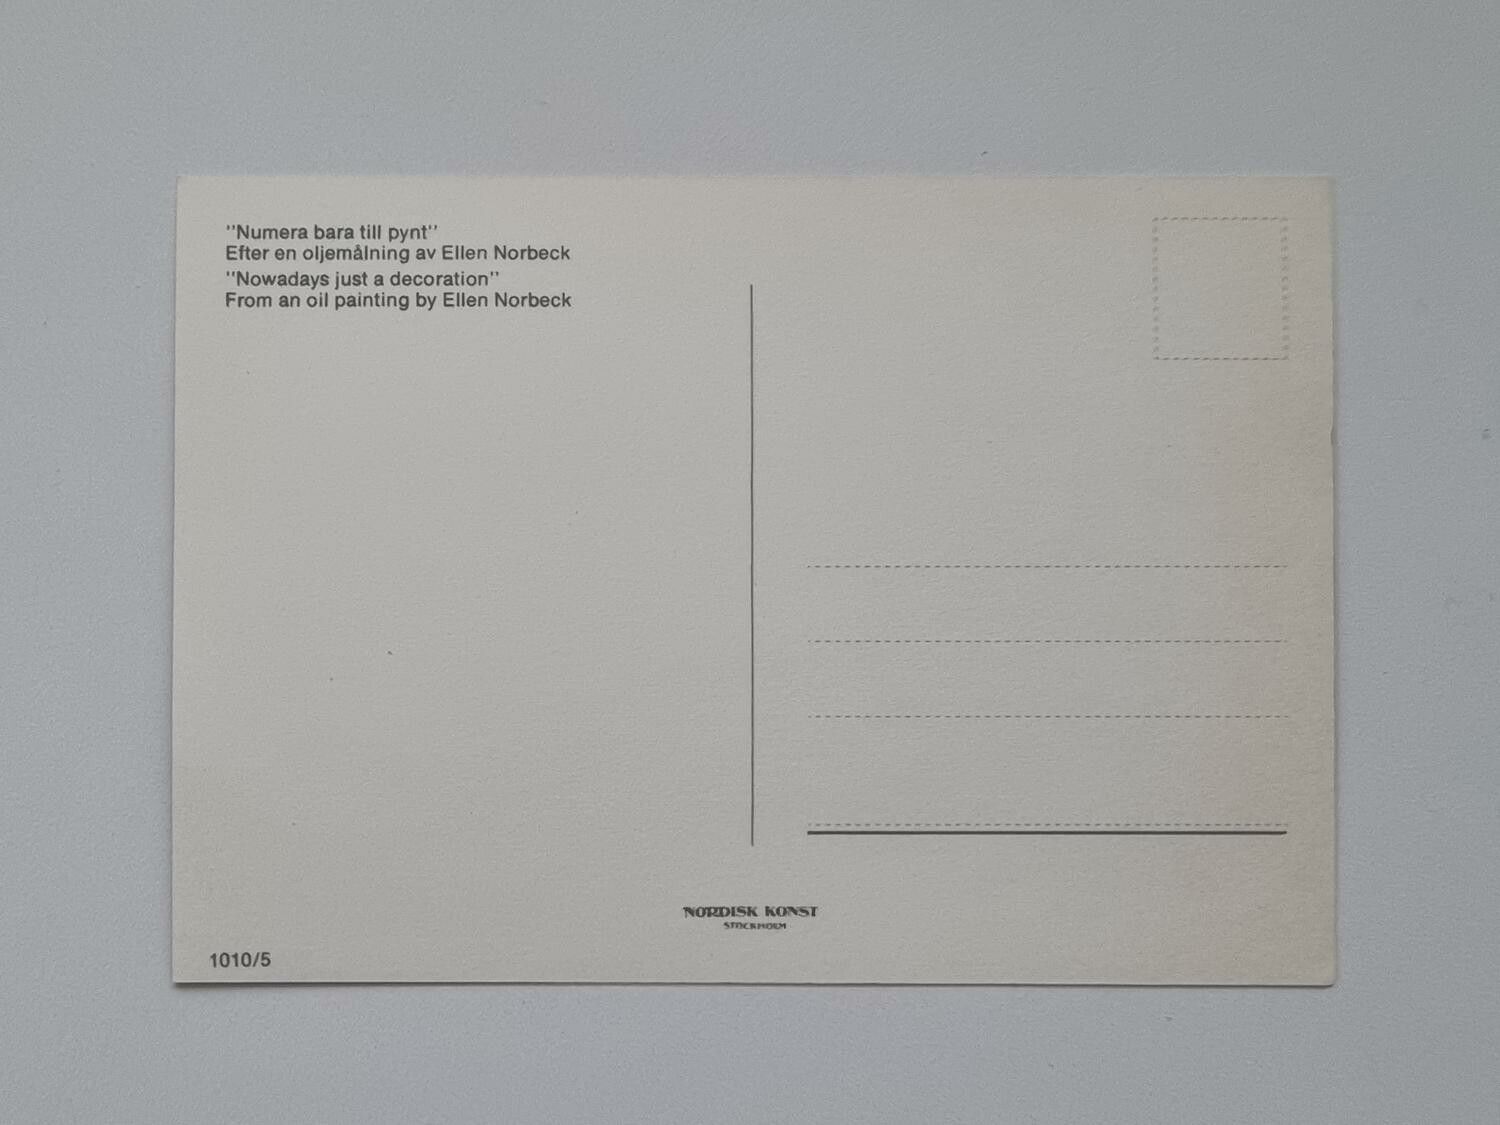 "Numera bara till pynt"
Efter en oljemålning av Ellen Norbeck
"Nowadays just a decoration"
From an oil painting by Ellen Norbeck
NORDISK KONST
STOCKHOLM
1010/5